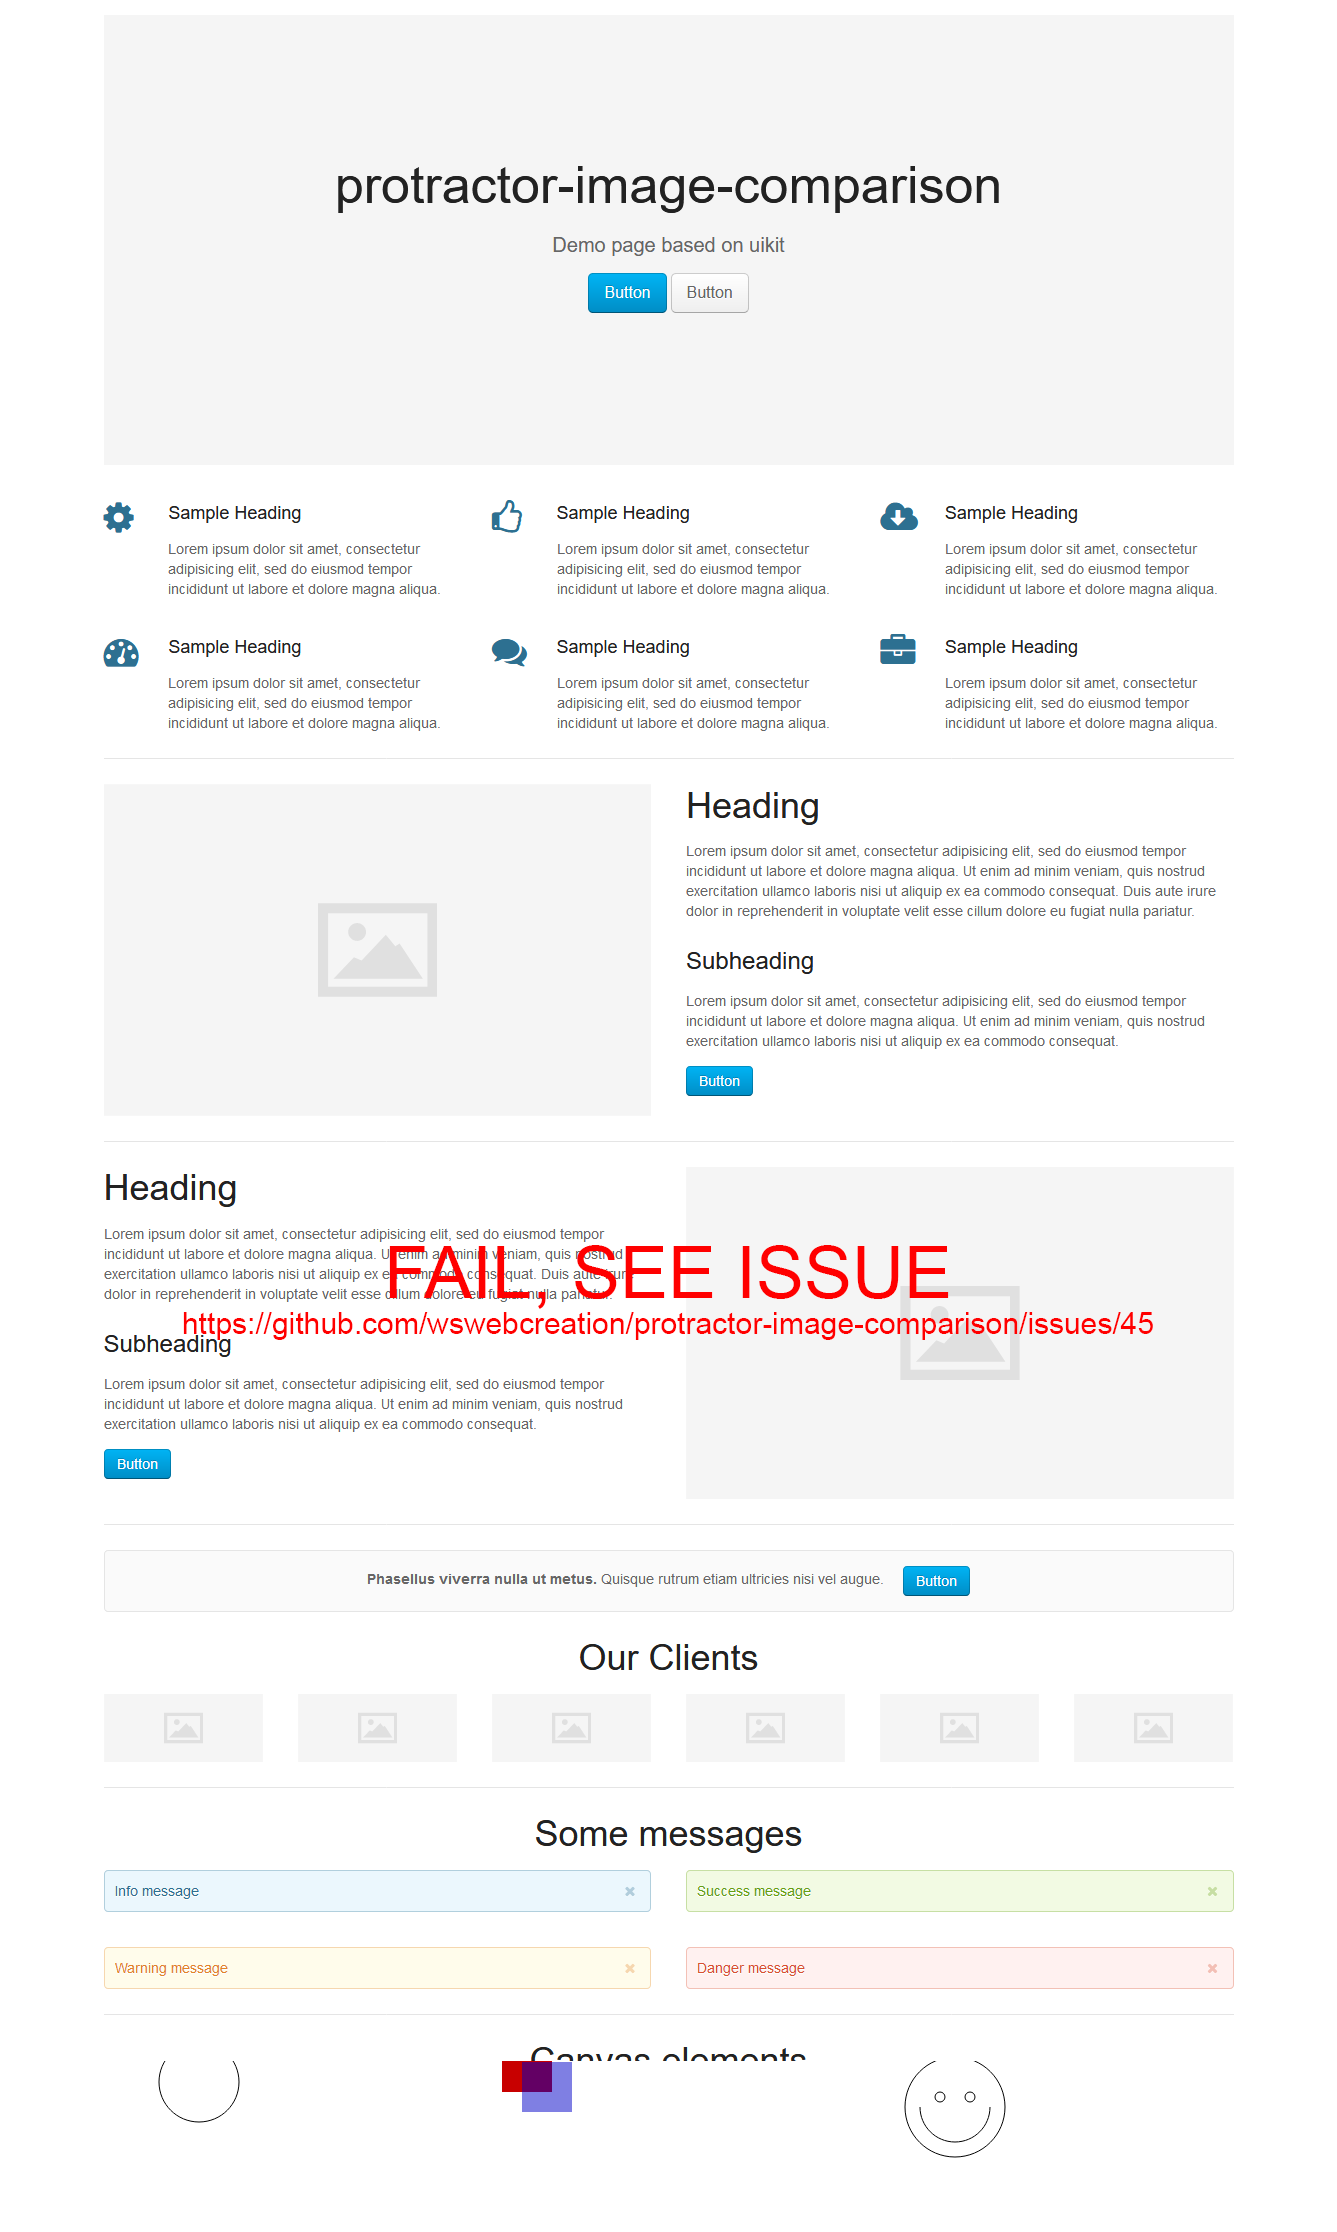 protractor-image-comparison
Demo page based on uikit
Button Button
Sample Heading
Lorem ipsum dolor sit amet, consectetur
adipisicing elit, sed do eiusmod tempor
incididunt ut labore et dolore magna aliqua.
Sample Heading
Lorem ipsum dolor sit amet, consectetur
adipisicing elit, sed do eiusmod tempor
incididunt ut labore et dolore magna aliqua.
Sample Heading
Lorem ipsum dolor sit amet, consectetur
adipisicing elit, sed do eiusmod tempor
incididunt ut labore et dolore magna aliqua.
Sample Heading
Lorem ipsum dolor sit amet, consectetur
adipisicing elit, sed do eiusmod tempor
incididunt ut labore et dolore magna aliqua.
Sample Heading
Lorem ipsum dolor sit amet, consectetur
adipisicing elit, sed do eiusmod tempor
incididunt ut labore et dolore magna aliqua.
Sample Heading
Lorem ipsum dolor sit amet, consectetur
adipisicing elit, sed do eiusmod tempor
incididunt ut labore et dolore magna aliqua.
Heading
Lorem ipsum dolor sit amet, consectetur adipisicing elit, sed do eiusmod tempor
incididunt ut labore et dolore magna aliqua. Ut enim ad minim veniam, quis nostrud
exercitation ullamco laboris nisi ut aliquip ex ea commodo consequat. Duis aute irure
dolor in reprehenderit in voluptate velit esse cillum dolore eu fugiat nulla pariatur.
Subheading
Lorem ipsum dolor sit amet, consectetur adipisicing elit, sed do eiusmod tempor
incididunt ut labore et dolore magna aliqua. Ut enim ad minim veniam, quis nostrud
exercitation ullamco laboris nisi ut aliquip ex ea commodo consequat.
Button
Heading
Lorem ipsum dolor sit amet, consectetur adipisicing elit, sed do eiusmod tempor
incididunt ut labore et dolore magna aliqua. Ut enim ad minim veniam, quis nostrud
exercitation ullamco laboris nisi ut aliquip ex ea commodo consequat. Duis aute irure
dolor in reprehenderit in voluptate velit esse cillum dolore eu fugiat nulla pariatur.
FAIL, SEE ISSUE
https://github.com/wswebcreation/protractor-image-comparison/issues/45
Subheading
Lorem ipsum dolor sit amet, consectetur adipisicing elit, sed do eiusmod tempor
incididunt ut labore et dolore magna aliqua. Ut enim ad minim veniam, quis nostrud
exercitation ullamco laboris nisi ut aliquip ex ea commodo consequat.
Button
Phasellus viverra nulla ut metus. Quisque rutrum etiam ultricies nisi vel augue. Button
Our Clients
Some messages
Info message
Success message
Warning message
Danger message
Canvas elements